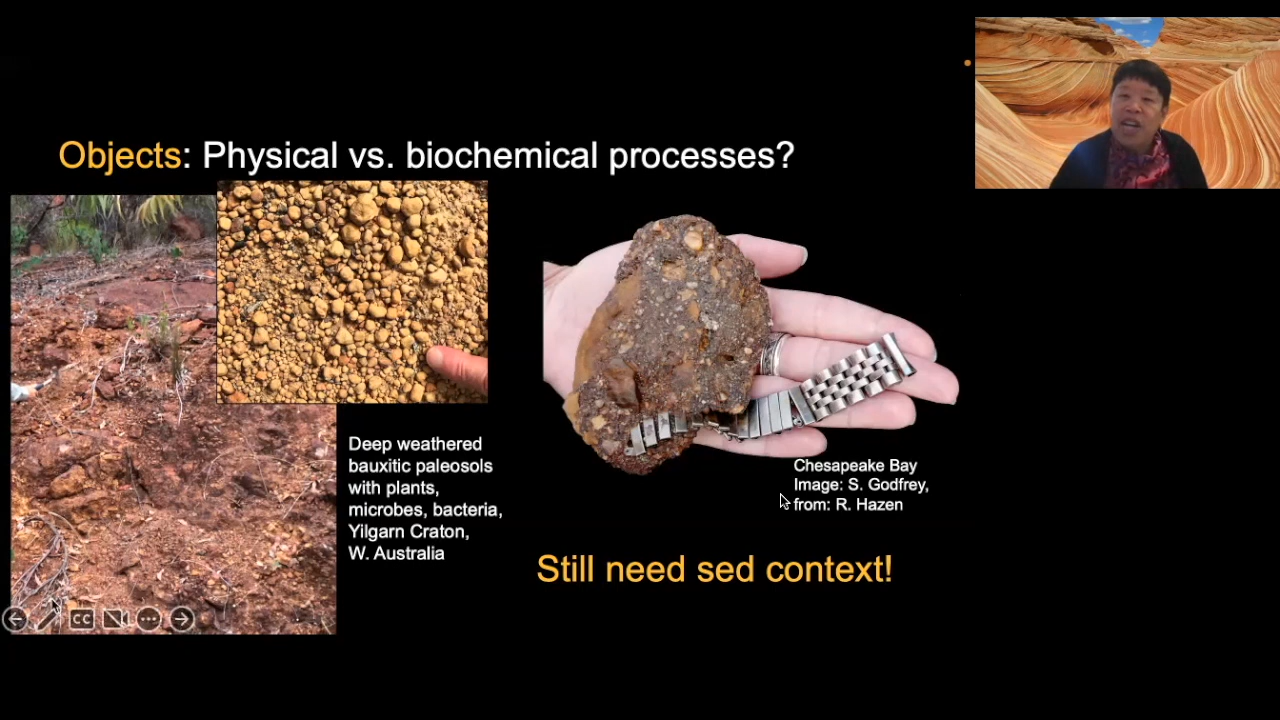 Objects: Physical vs. biochemical processes?
Deep weathered
bauxitic paleosols
with plants,
microbes, bacteria,
Yilgarn Craton,
W. Australia
Chesapeake Bay
Image: S. Godfrey,
from: R. Hazen
Still need sed context!
CC